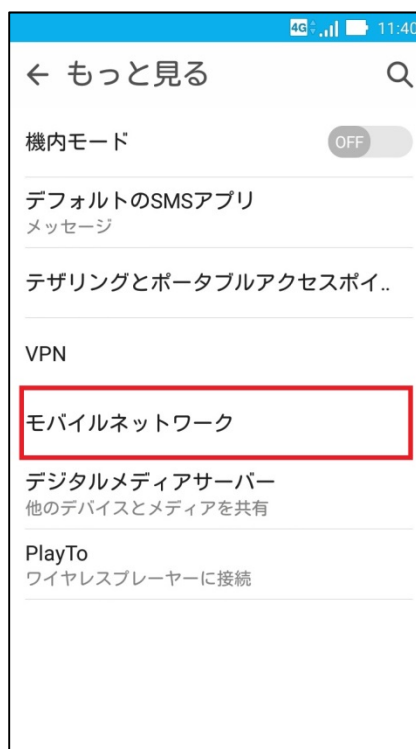 4G 11:40
もっと見る
機内モード OFF
デフォルトのSMSアプリ
メッセージ
テザリングとポータブルアクセスポイ..
VPN
モバイルネットワーク
デジタルメディアサーバー
他のデバイスとメディアを共有
PlayTo
ワイヤレスプレーヤーに接続